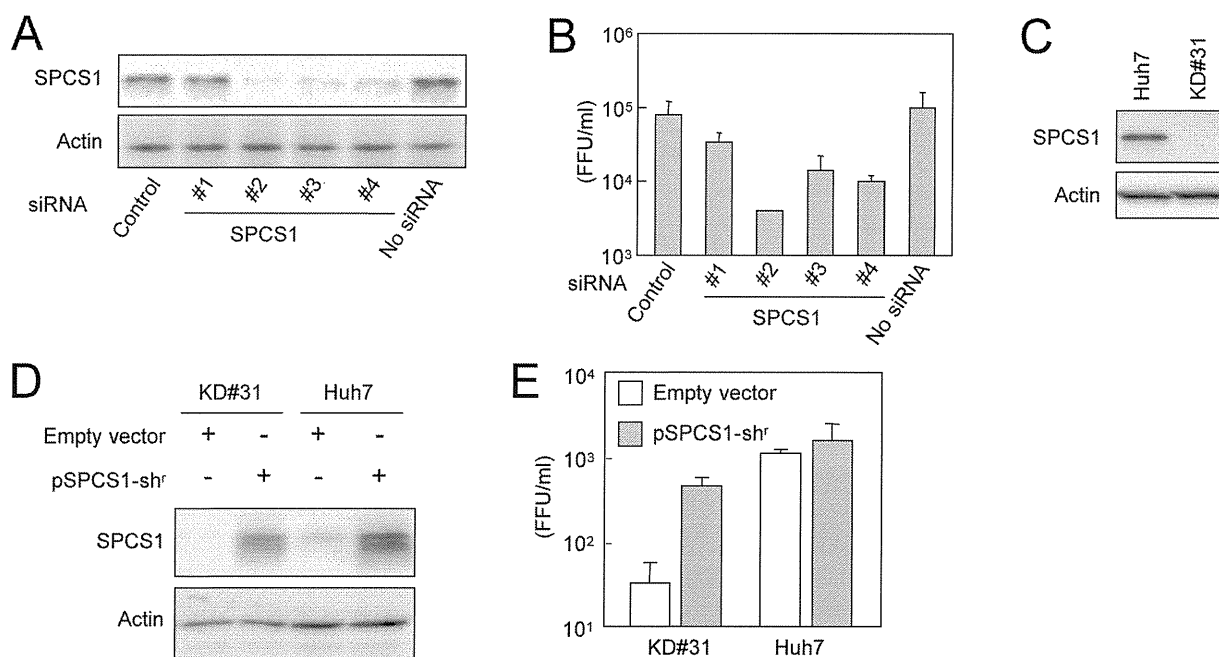 A
SPCS1
Actin
siRNA
Control
#1
#2
#3
#4
No siRNA
SPCS1
B
(FFU/ml)
10⁶
10⁵
10⁴
10³
siRNA
Control
#1
#2
#3
#4
No siRNA
SPCS1
C
Huh7
KD#31
SPCS1
Actin
D
KD#31 Huh7
Empty vector + - + -
pSPCS1-shʳ - + - +
SPCS1
Actin
E
(FFU/ml)
10⁴
10³
10²
10¹
Empty vector
pSPCS1-shʳ
KD#31 Huh7